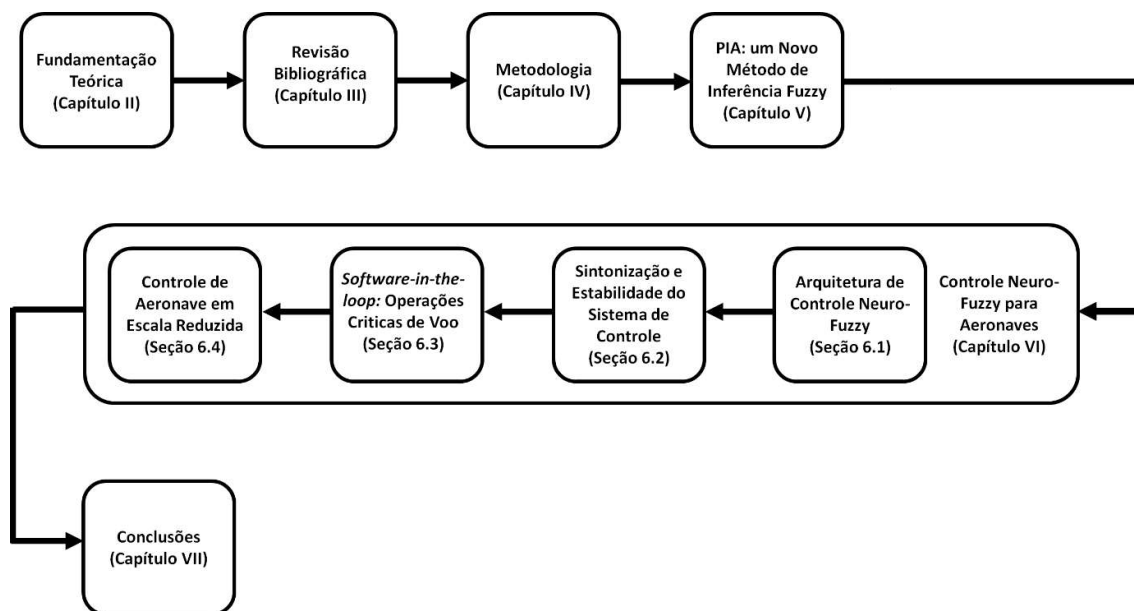 Fundamentação
Teórica
(Capítulo II)
Revisão
Bibliográfica
(Capítulo III)
Metodologia
(Capítulo IV)
PIA: um Novo
Método de
Inferência Fuzzy
(Capítulo V)
Controle Neuro-
Fuzzy para
Aeronaves
(Capítulo VI)
Arquitetura de
Controle Neuro-
Fuzzy
(Seção 6.1)
Sintonização e
Estabilidade do
Sistema de
Controle
(Seção 6.2)
Software-in-the-
loop: Operações
Criticas de Voo
(Seção 6.3)
Controle de
Aeronave em
Escala Reduzida
(Seção 6.4)
Conclusões
(Capítulo VII)